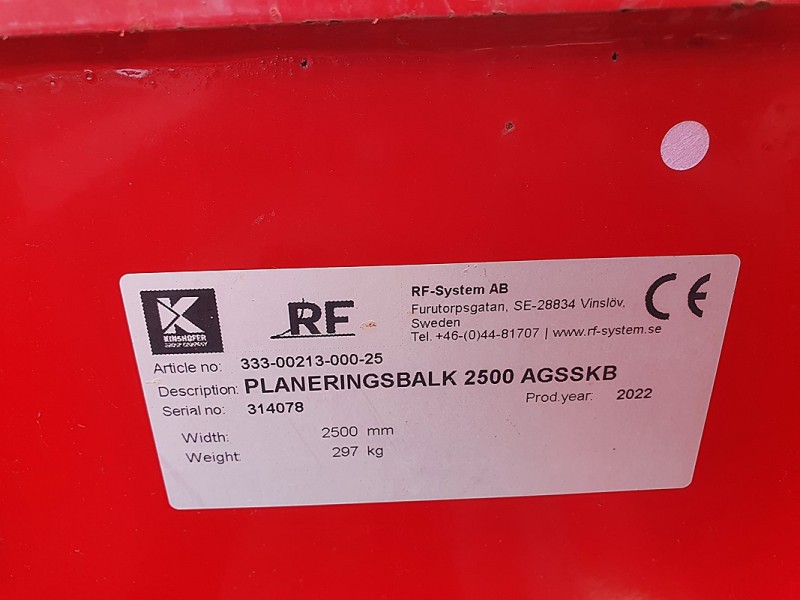 KINSHOFER
GROUP COMPANY
RF
RF-System AB
Furutorpsgatan, SE-28834 Vinslöv,
Sweden
Tel. +46-(0)44-81707 | www.rf-system.se
CE
Article no: 333-00213-000-25
Description: PLANERINGSBALK 2500 AGSSKB
Serial no: 314078 Prod.year: 2022
Width: 2500 mm
Weight: 297 kg